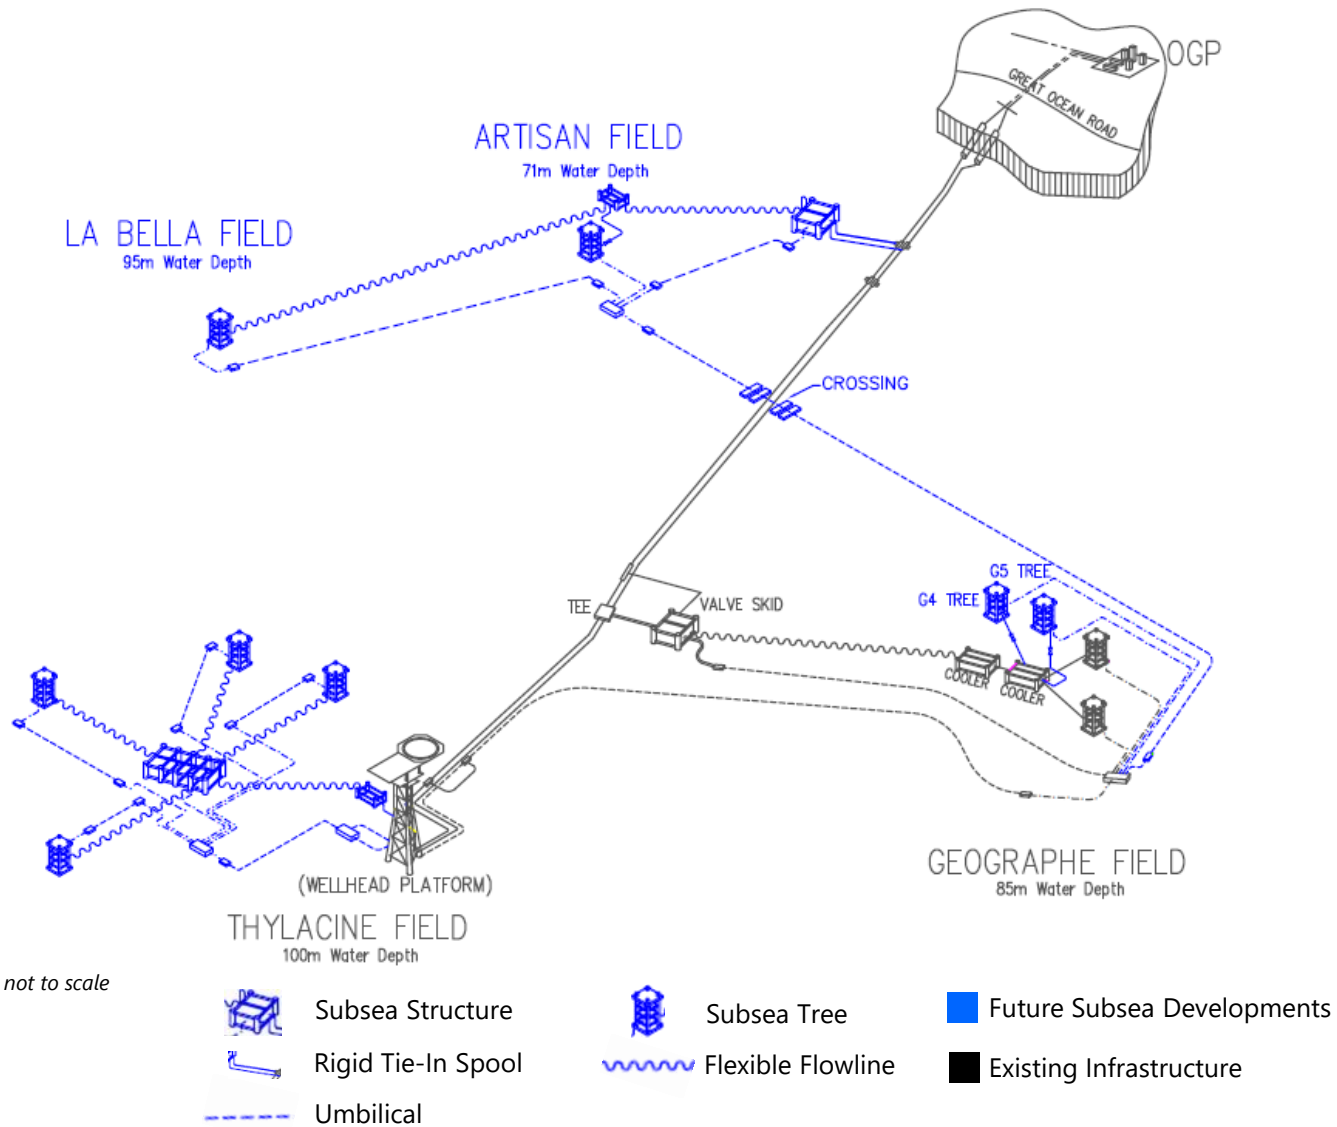 OGP
GREAT OCEAN ROAD
ARTISAN FIELD
71m Water Depth
LA BELLA FIELD
95m Water Depth
CROSSING
G5 TREE
G4 TREE
TEE
VALVE SKID
COOLER
COOLER
GEOGRAPHE FIELD
85m Water Depth
(WELLHEAD PLATFORM)
THYLACINE FIELD
100m Water Depth
not to scale
Subsea Structure
Subsea Tree
Future Subsea Developments
Rigid Tie-In Spool
Flexible Flowline
Existing Infrastructure
Umbilical